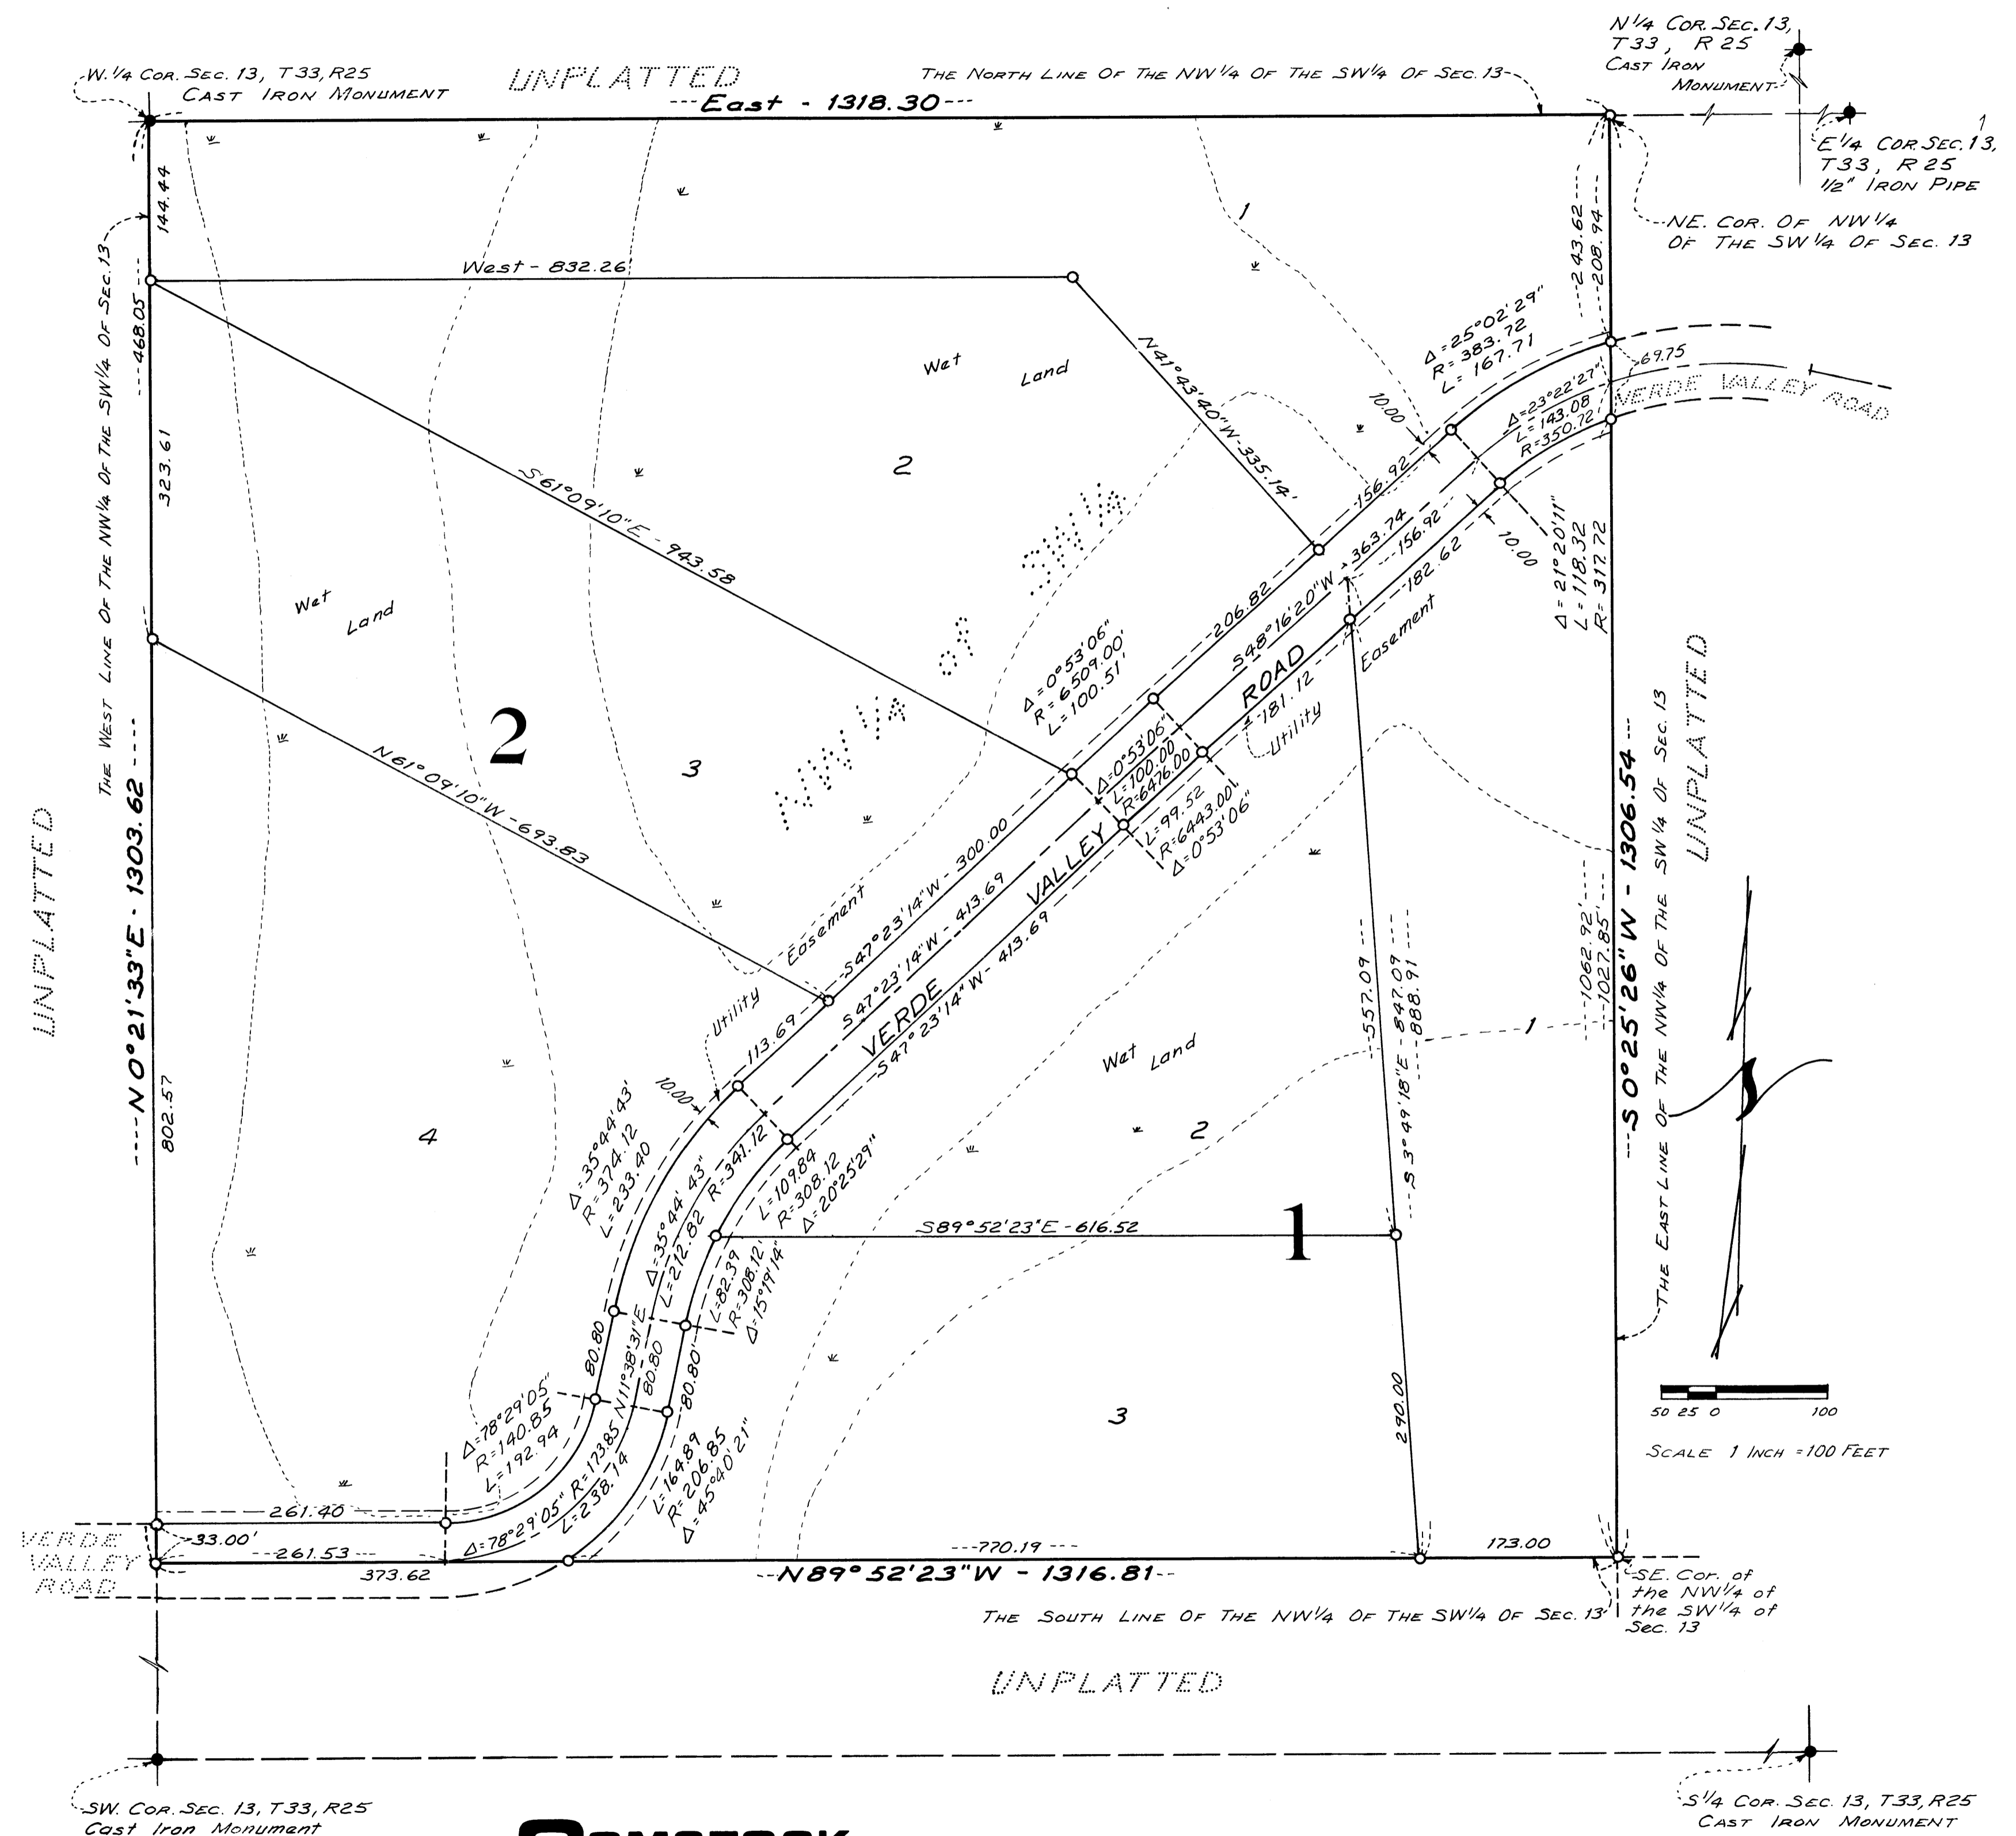 W. 1/4 COR. SEC. 13, T33, R25
CAST IRON MONUMENT
UNPLATTED
THE NORTH LINE OF THE NW 1/4 OF THE SW 1/4 OF SEC. 13
East - 1318.30
N 1/4 COR. SEC. 13,
T33, R 25
CAST IRON
MONUMENT
E 1/4 COR. SEC. 13,
T33, R 25
1/2" IRON PIPE
1
NE. COR. OF NW 1/4
OF THE SW 1/4 OF SEC. 13
144.44
THE WEST LINE OF THE NW 1/4 OF THE SW 1/4 OF SEC. 13
468.05
323.61
West - 832.26
1
243.62
208.94
N41°43'40"W-335.14'
Wet
Land
2
Δ=25°02'29"
R=383.72
L=167.71
10.00
69.75
VERDE VALLEY ROAD
Δ=23°22'27"
L=143.08
R=350.72
156.92
S61°09'10"E - 943.58
NW 1/4 OF SW 1/4
206.82
S48°16'20"W - 363.74
156.92
182.62
10.00
Δ=21°20'11"
L=118.32
R=317.72
Easement
Utility
181.12
ROAD
Wet
Land
Δ=0°53'06"
R=6509.00'
L=100.51'
Δ=0°53'06"
L=100.00
R=6476.00
L=99.52
R=6443.00
Δ=0°53'06"
2
3
N61°09'10"W-693.83
UNPLATTED
N 0°21'33"E - 1303.62
802.57
Easement
Utility
S47°23'14"W - 300.00
S47°23'14"W - 413.69
S47°23'14"W - 413.69
VERDE VALLEY
113.69
10.00
Wet
Land
1
557.09
S 3°49'18"E - 847.09
888.91
1062.92'
1027.85'
S 0°25'26"W - 1306.54
THE EAST LINE OF THE NW 1/4 OF THE SW 1/4 OF SEC. 13
UNPLATTED
4
2
Δ=35°44'43'
R=374.12
L=233.40
Δ=35°44'43"
R=341.12
L=212.82
L=109.84
R=308.12
Δ=20°25'29"
S89°52'23"E - 616.52
1
L=82.39
R=308.12'
Δ=15°19'14"
80.80
N11°38'31"E
80.80
80.80'
Δ=78°29'05"
R=140.85
L=192.94
Δ=78°29'05" R=173.85
L=238.14
L=164.89
R=206.85
Δ=45°40'21"
3
290.00
50 25 0 100
SCALE 1 INCH = 100 FEET
261.40
33.00'
261.53
373.62
VERDE
VALLEY
ROAD
770.19
173.00
N89°52'23"W - 1316.81
THE SOUTH LINE OF THE NW 1/4 OF THE SW 1/4 OF SEC. 13
SE. Cor. of
the NW 1/4 of
the SW 1/4 of
Sec. 13
UNPLATTED
SW. COR. SEC. 13, T33, R25
Cast Iron Monument
S 1/4 COR. SEC. 13, T33, R25
CAST IRON MONUMENT